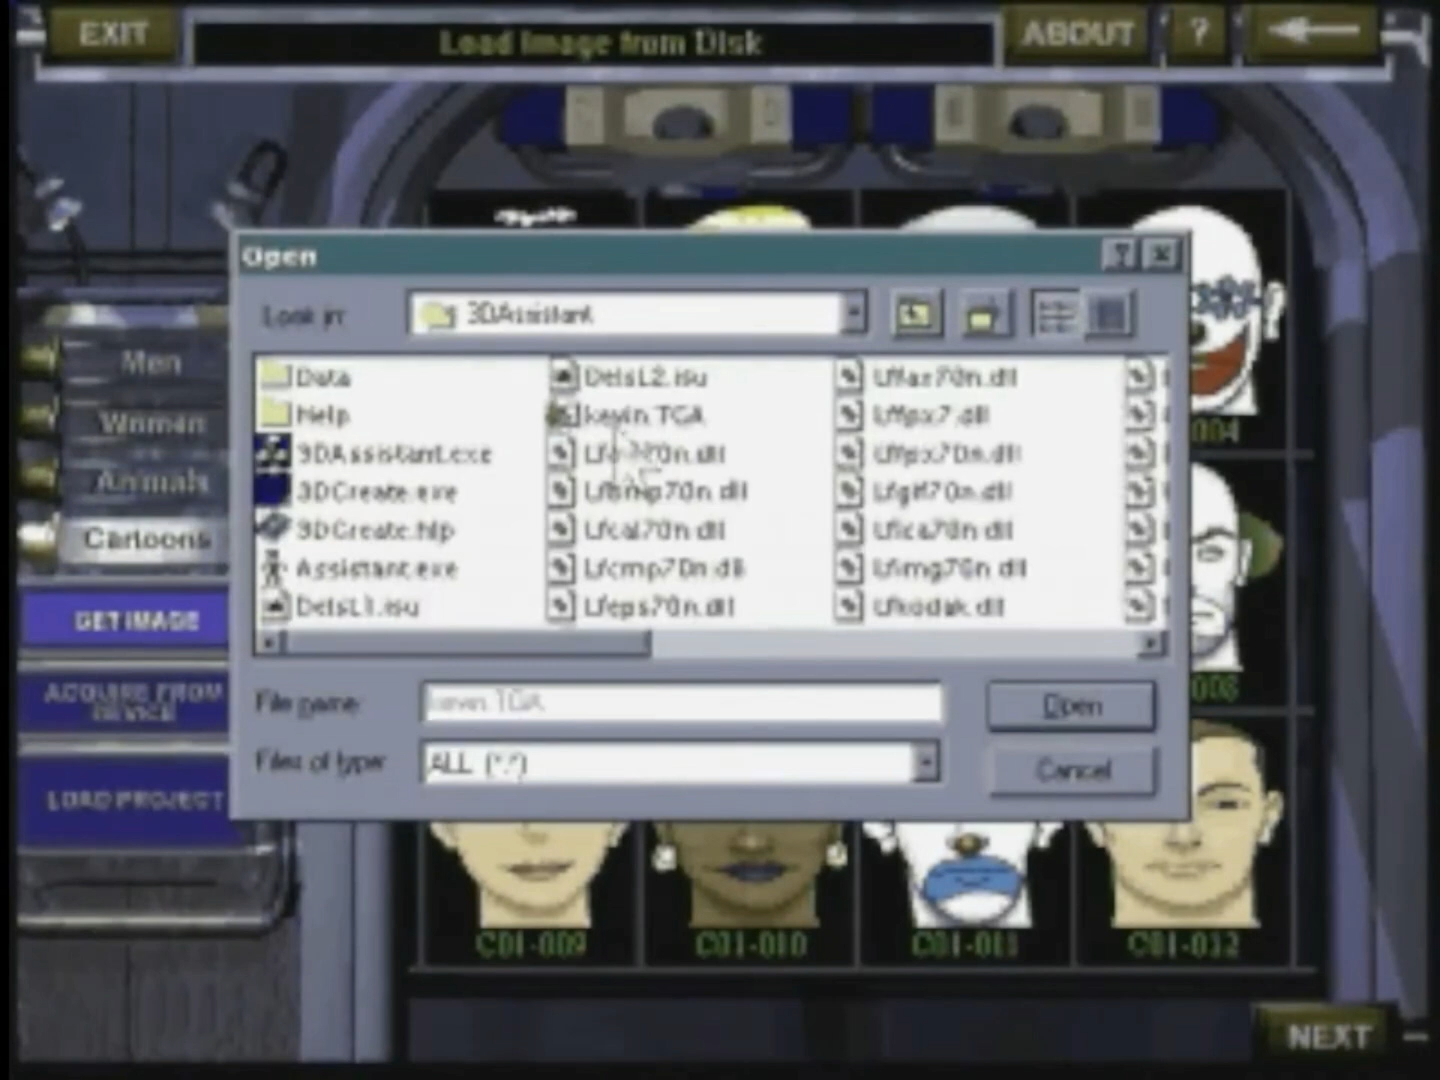 EXIT
Load Image from Disk
ABOUT
?
Open
Look in:
3DAssistant
Data
Help
3DAssistant.exe
3DCreate.exe
3DCreate.hlp
Assistant.exe
DelsL1.isu
DelsL2.isu
kevin.TGA
Lfbmp70n.dll
Lfcal70n.dll
Lfcmp70n.dll
Lfeps70n.dll
Lffax70n.dll
Lffpx7.dll
Lffpx70n.dll
Lfgif70n.dll
Lfica70n.dll
Lfimg70n.dll
Lfkodak.dll
File name:
kevin.TGA
Open
Files of type:
ALL (*.*)
Cancel
Men
Women
Animals
Cartoons
GET IMAGE
ACQUIRE FROM
DEVICE
LOAD PROJECT
004
008
C01-009
C01-010
C01-011
C01-012
NEXT